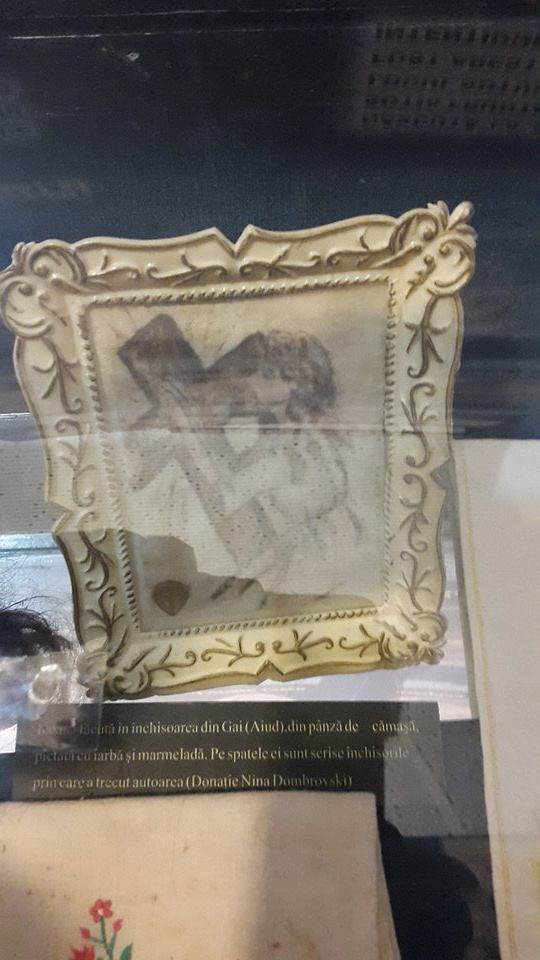 Icoană făcută în închisoarea din Gai (Aiud),din pânză de cămașă,
pictată cu iarbă și marmeladă. Pe spatele ei sunt scrise închisorile
prin care a trecut autoarea (Donație Nina Dombrovski)